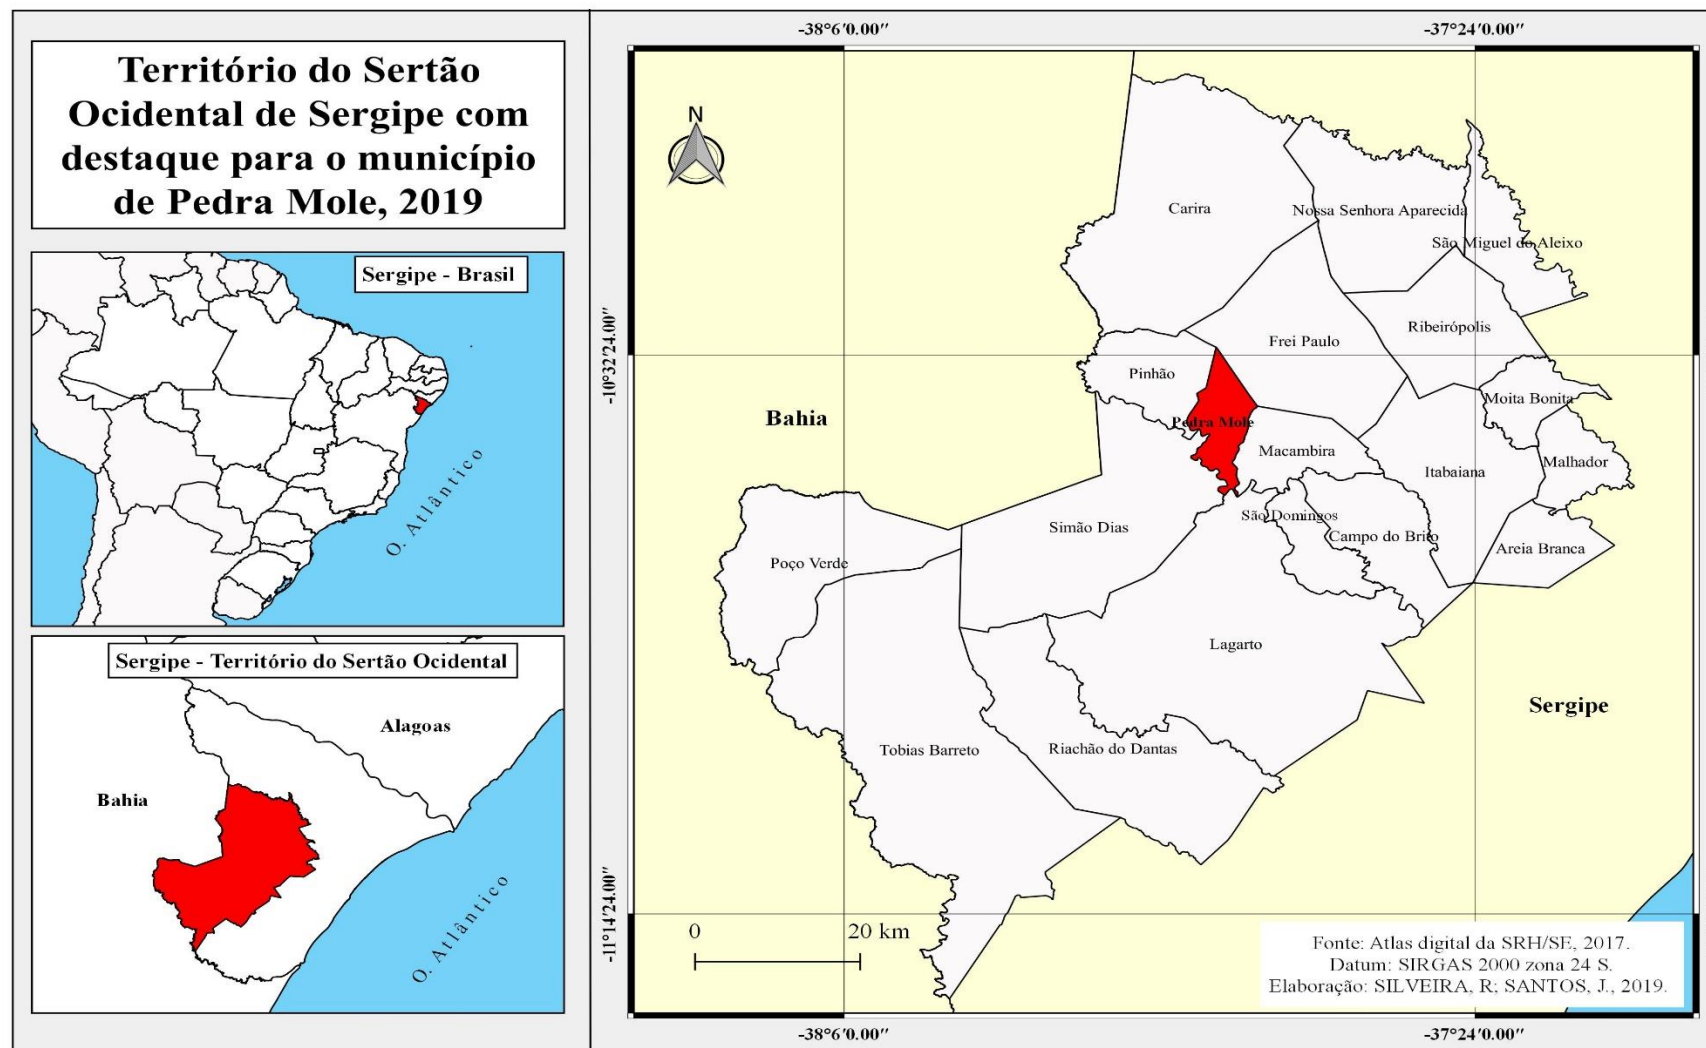 Território do Sertão
Ocidental de Sergipe com
destaque para o município
de Pedra Mole, 2019
Sergipe - Brasil
O. Atlântico
Sergipe - Território do Sertão Ocidental
Alagoas
Bahia
O. Atlântico
-38°6′0.00″
-37°24′0.00″
N
Carira
Nossa Senhora Aparecida
São Miguel do Aleixo
-10°32′24.00″
Ribeirópolis
Frei Paulo
Pinhão
Moita Bonita
Bahia
Pedra Mole
Macambira
Malhador
Itabaiana
São Domingos
Simão Dias
Campo do Brito
Areia Branca
Poço Verde
Lagarto
Sergipe
Tobias Barreto
Riachão do Dantas
-11°14′24.00″
0
20 km
Fonte: Atlas digital da SRH/SE, 2017.
Datum: SIRGAS 2000 zona 24 S.
Elaboração: SILVEIRA, R; SANTOS, J., 2019.
-38°6′0.00″
-37°24′0.00″